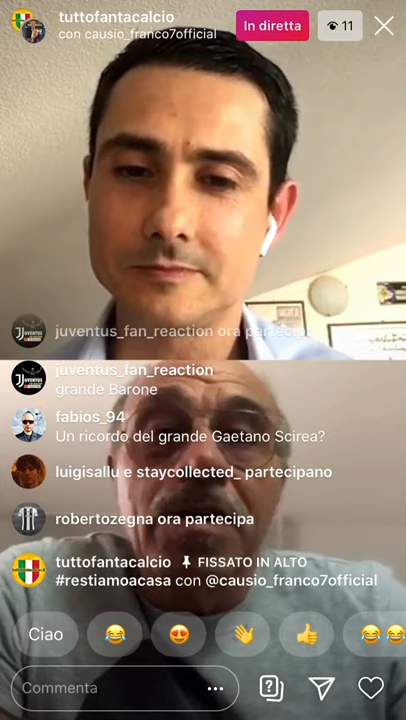 tuttofantacalcio
con causio_franco7official
In diretta
11
juventus_fan_reaction ora partecipa
juventus_fan_reaction
grande Barone
fabios_94
Un ricordo del grande Gaetano Scirea?
luigisallu e staycollected_ partecipano
robertozegna ora partecipa
tuttofantacalcio FISSATO IN ALTO
#restiamoacasa con @causio_franco7official
Ciao
Commenta